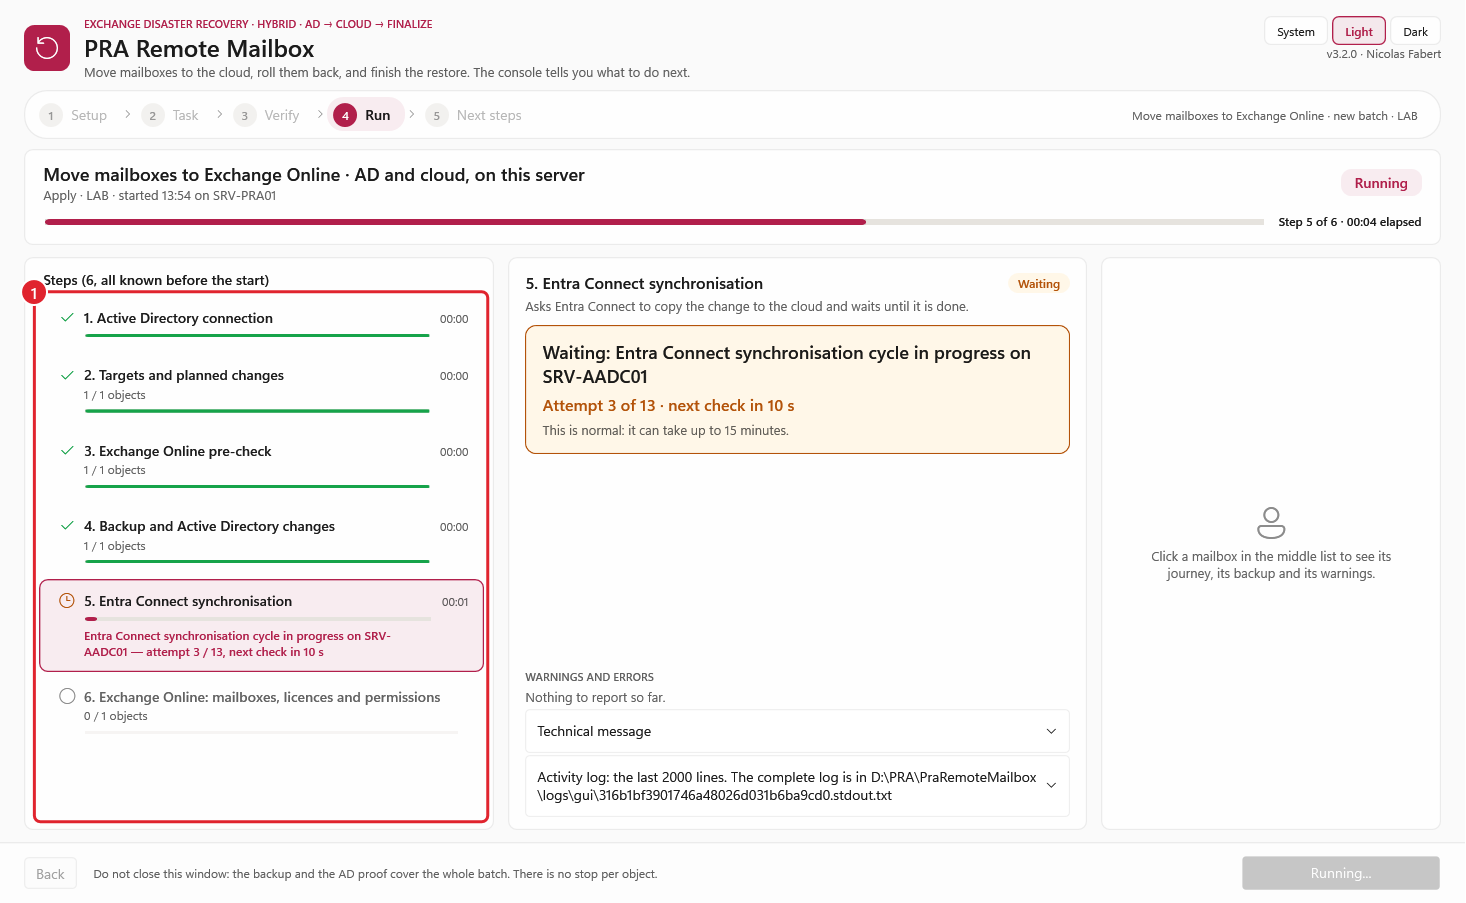 EXCHANGE DISASTER RECOVERY · HYBRID · AD → CLOUD → FINALIZE
PRA Remote Mailbox
Move mailboxes to the cloud, roll them back, and finish the restore. The console tells you what to do next.
System
Light
Dark
v3.2.0 · Nicolas Fabert
1 Setup
2 Task
3 Verify
4 Run
5 Next steps
Move mailboxes to Exchange Online · new batch · LAB
Move mailboxes to Exchange Online · AD and cloud, on this server
Apply · LAB · started 13:54 on SRV-PRA01
Running
Step 5 of 6 · 00:04 elapsed
Steps (6, all known before the start)
1
1. Active Directory connection 00:00
2. Targets and planned changes 00:00
1 / 1 objects
3. Exchange Online pre-check 00:00
1 / 1 objects
4. Backup and Active Directory changes 00:00
1 / 1 objects
5. Entra Connect synchronisation 00:01
Entra Connect synchronisation cycle in progress on SRV-
AADC01 — attempt 3 / 13, next check in 10 s
6. Exchange Online: mailboxes, licences and permissions
0 / 1 objects
5. Entra Connect synchronisation
Waiting
Asks Entra Connect to copy the change to the cloud and waits until it is done.
Waiting: Entra Connect synchronisation cycle in progress on
SRV-AADC01
Attempt 3 of 13 · next check in 10 s
This is normal: it can take up to 15 minutes.
WARNINGS AND ERRORS
Nothing to report so far.
Technical message
Activity log: the last 2000 lines. The complete log is in D:\PRA\PraRemoteMailbox
\logs\gui\316b1bf3901746a48026d031b6ba9cd0.stdout.txt
Click a mailbox in the middle list to see its
journey, its backup and its warnings.
Back
Do not close this window: the backup and the AD proof cover the whole batch. There is no stop per object.
Running...